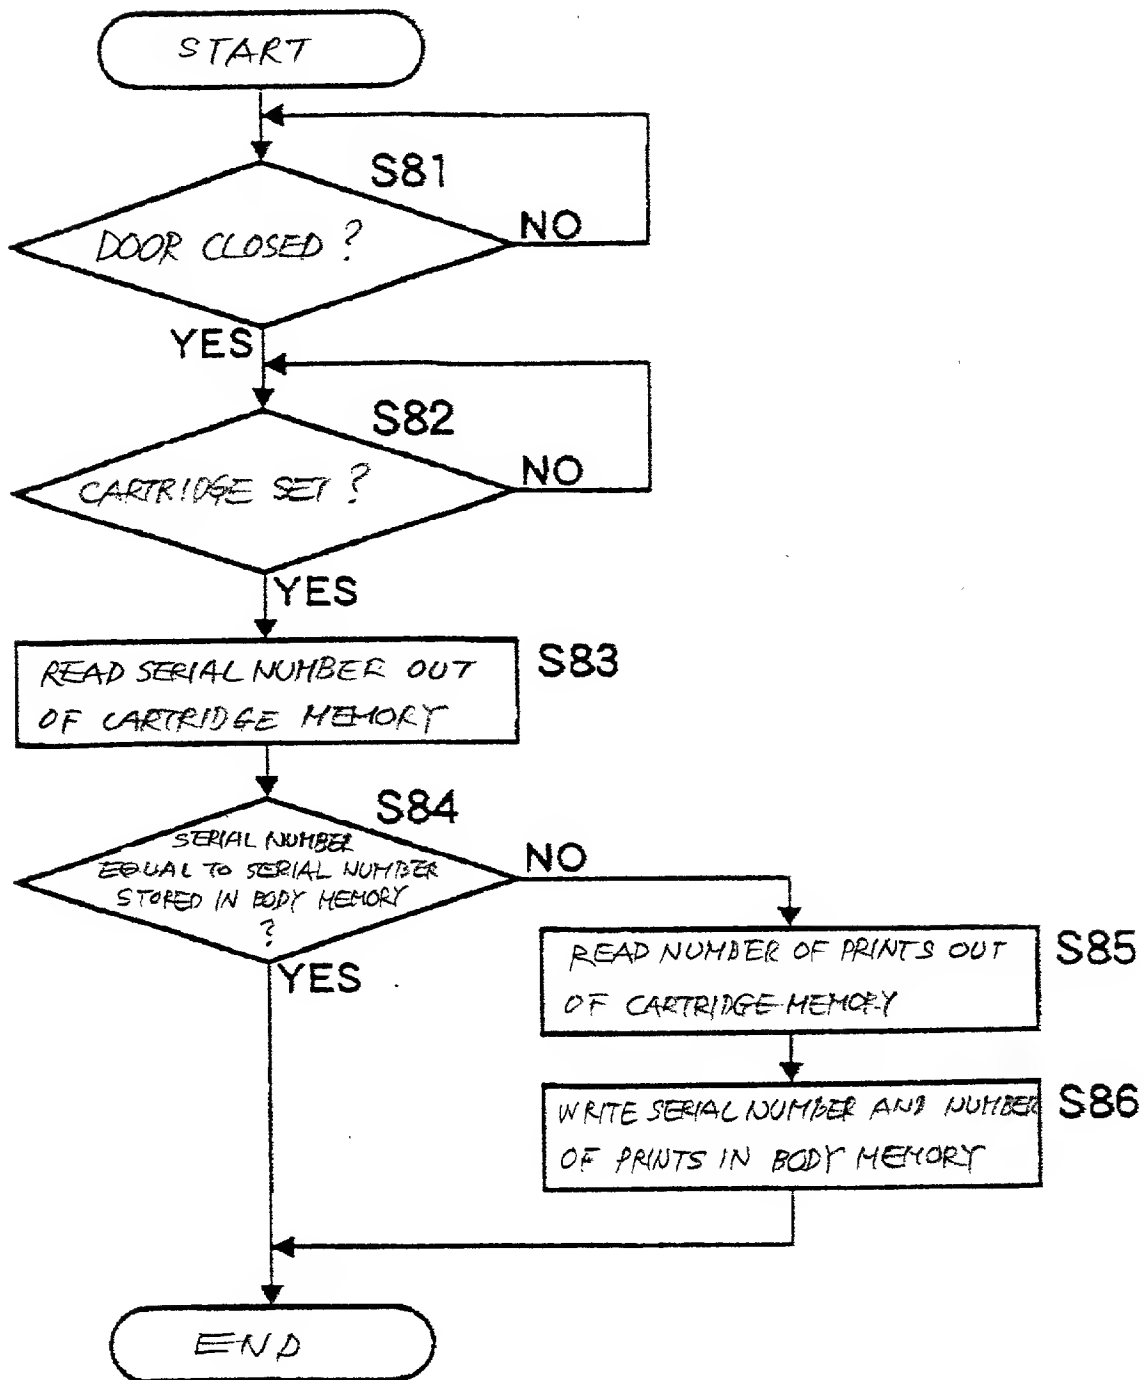 START
S81
DOOR CLOSED ?
NO
YES
S82
CARTRIDGE SET ?
NO
YES
S83
READ SERIAL NUMBER OUT
OF CARTRIDGE MEMORY
S84
SERIAL NUMBER
EQUAL TO SERIAL NUMBER
STORED IN BODY MEMORY
?
NO
YES
READ NUMBER OF PRINTS OUT
OF CARTRIDGE MEMORY
S85
WRITE SERIAL NUMBER AND NUMBER
OF PRINTS IN BODY MEMORY
S86
END